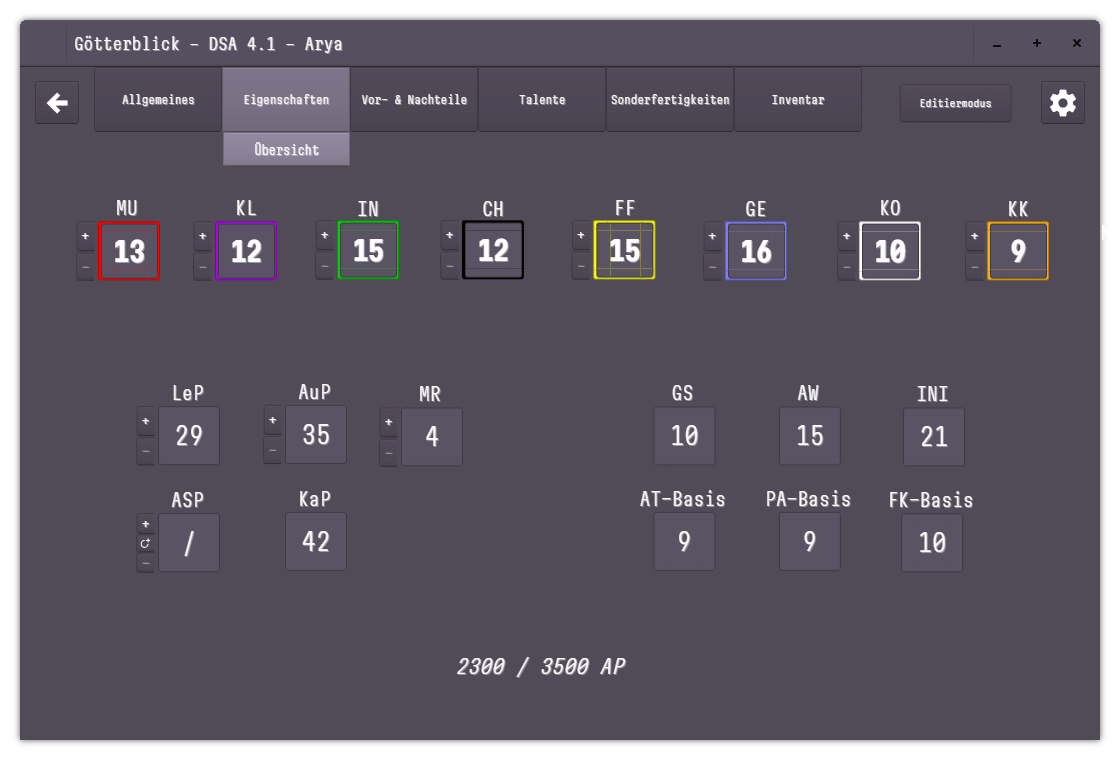 Götterblick - DSA 4.1 - Arya
Allgemeines Eigenschaften Vor- & Nachteile Talente Sonderfertigkeiten Inventar Editiermodus
Übersicht
MU KL IN CH FF GE KO KK
+ + + + + + + +
13 12 15 12 15 16 10 9
- - - - - - - -
LeP AuP MR GS AW INI
+ + +
29 35 4 10 15 21
- - -
ASP KaP AT-Basis PA-Basis FK-Basis
+
/ 42 9 9 10
-
2300 / 3500 AP